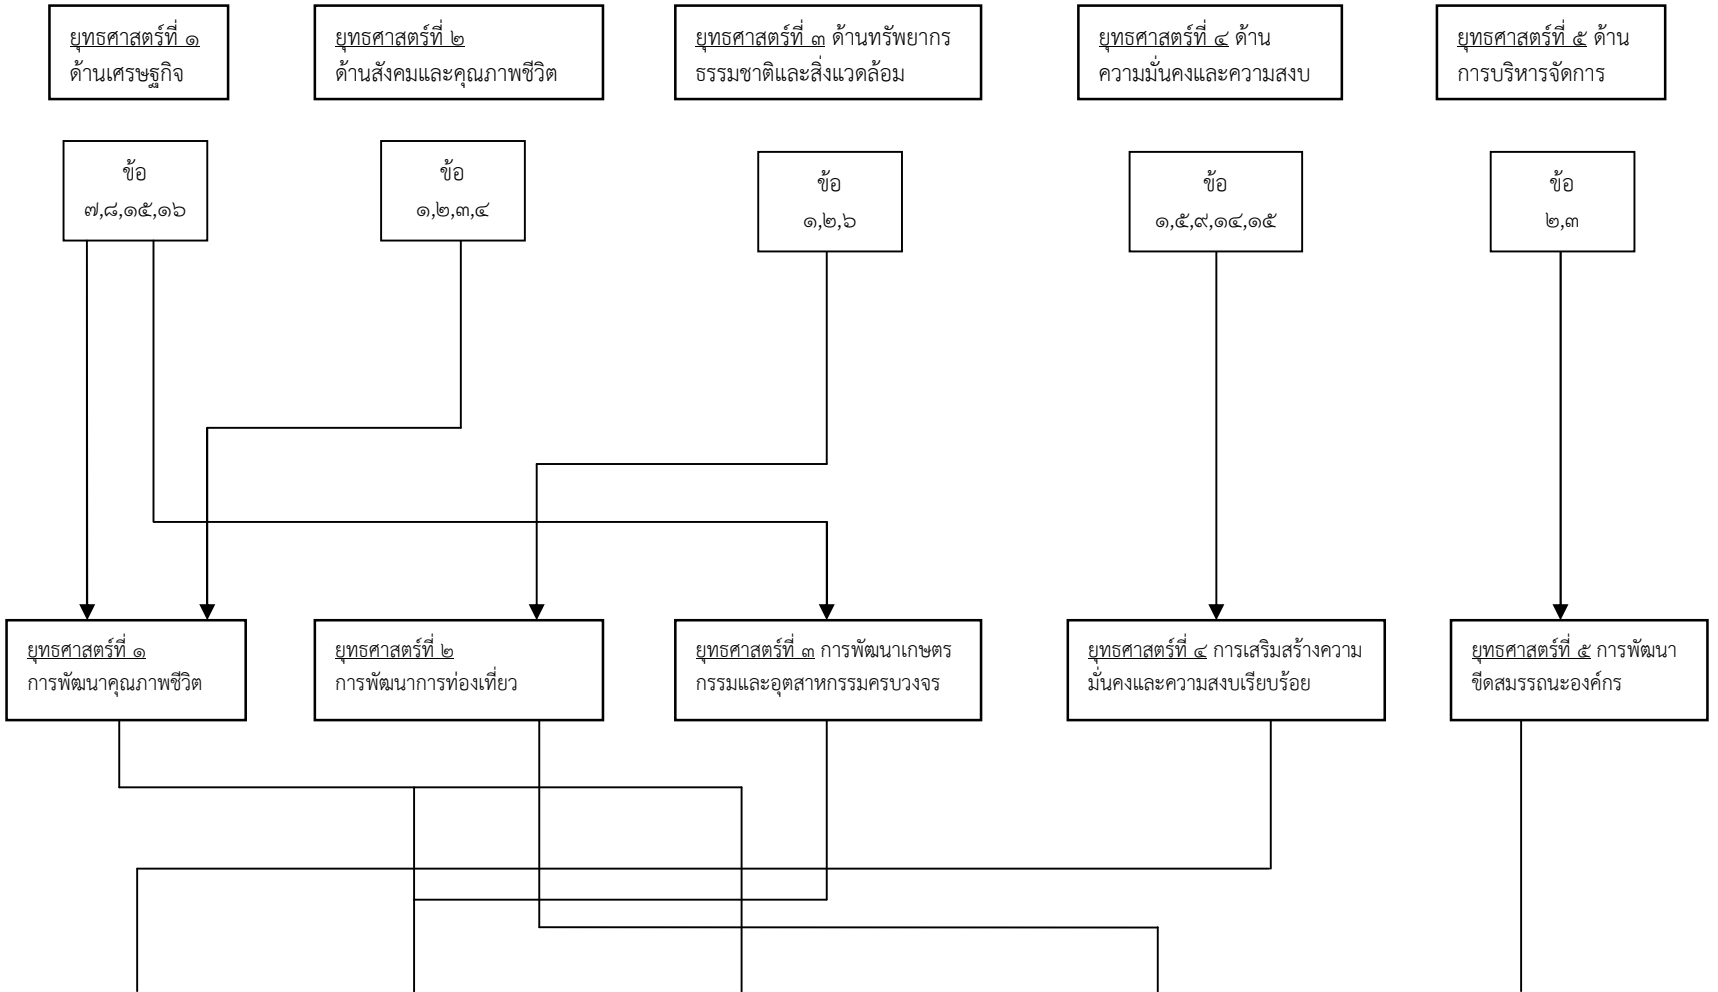 ยุทธศาสตร์ที่ ๑
ด้านเศรษฐกิจ
ยุทธศาสตร์ที่ ๒
ด้านสังคมและคุณภาพชีวิต
ยุทธศาสตร์ที่ ๓ ด้านทรัพยากร
ธรรมชาติและสิ่งแวดล้อม
ยุทธศาสตร์ที่ ๔ ด้าน
ความมั่นคงและความสงบ
ยุทธศาสตร์ที่ ๕ ด้าน
การบริหารจัดการ
ข้อ
๗,๘,๑๕,๑๖
ข้อ
๑,๒,๓,๔
ข้อ
๑,๒,๖
ข้อ
๑,๕,๙,๑๔,๑๕
ข้อ
๒,๓
ยุทธศาสตร์ที่ ๑
การพัฒนาคุณภาพชีวิต
ยุทธศาสตร์ที่ ๒
การพัฒนาการท่องเที่ยว
ยุทธศาสตร์ที่ ๓ การพัฒนาเกษตร
กรรมและอุตสาหกรรมครบวงจร
ยุทธศาสตร์ที่ ๔ การเสริมสร้างความ
มั่นคงและความสงบเรียบร้อย
ยุทธศาสตร์ที่ ๕ การพัฒนา
ขีดสมรรถนะองค์กร